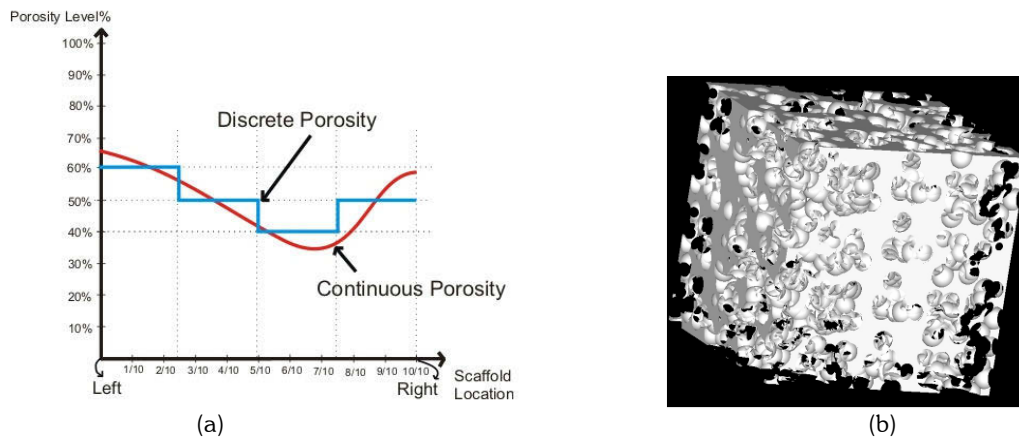 Porosity Level%
100%
90%
80%
70%
60%
50%
40%
30%
20%
10%
Discrete Porosity
Continuous Porosity
1/10 2/10 3/10 4/10 5/10 6/10 7/10 8/10 9/10 10/10
Left
Right
Scaffold
Location
(a)
(b)